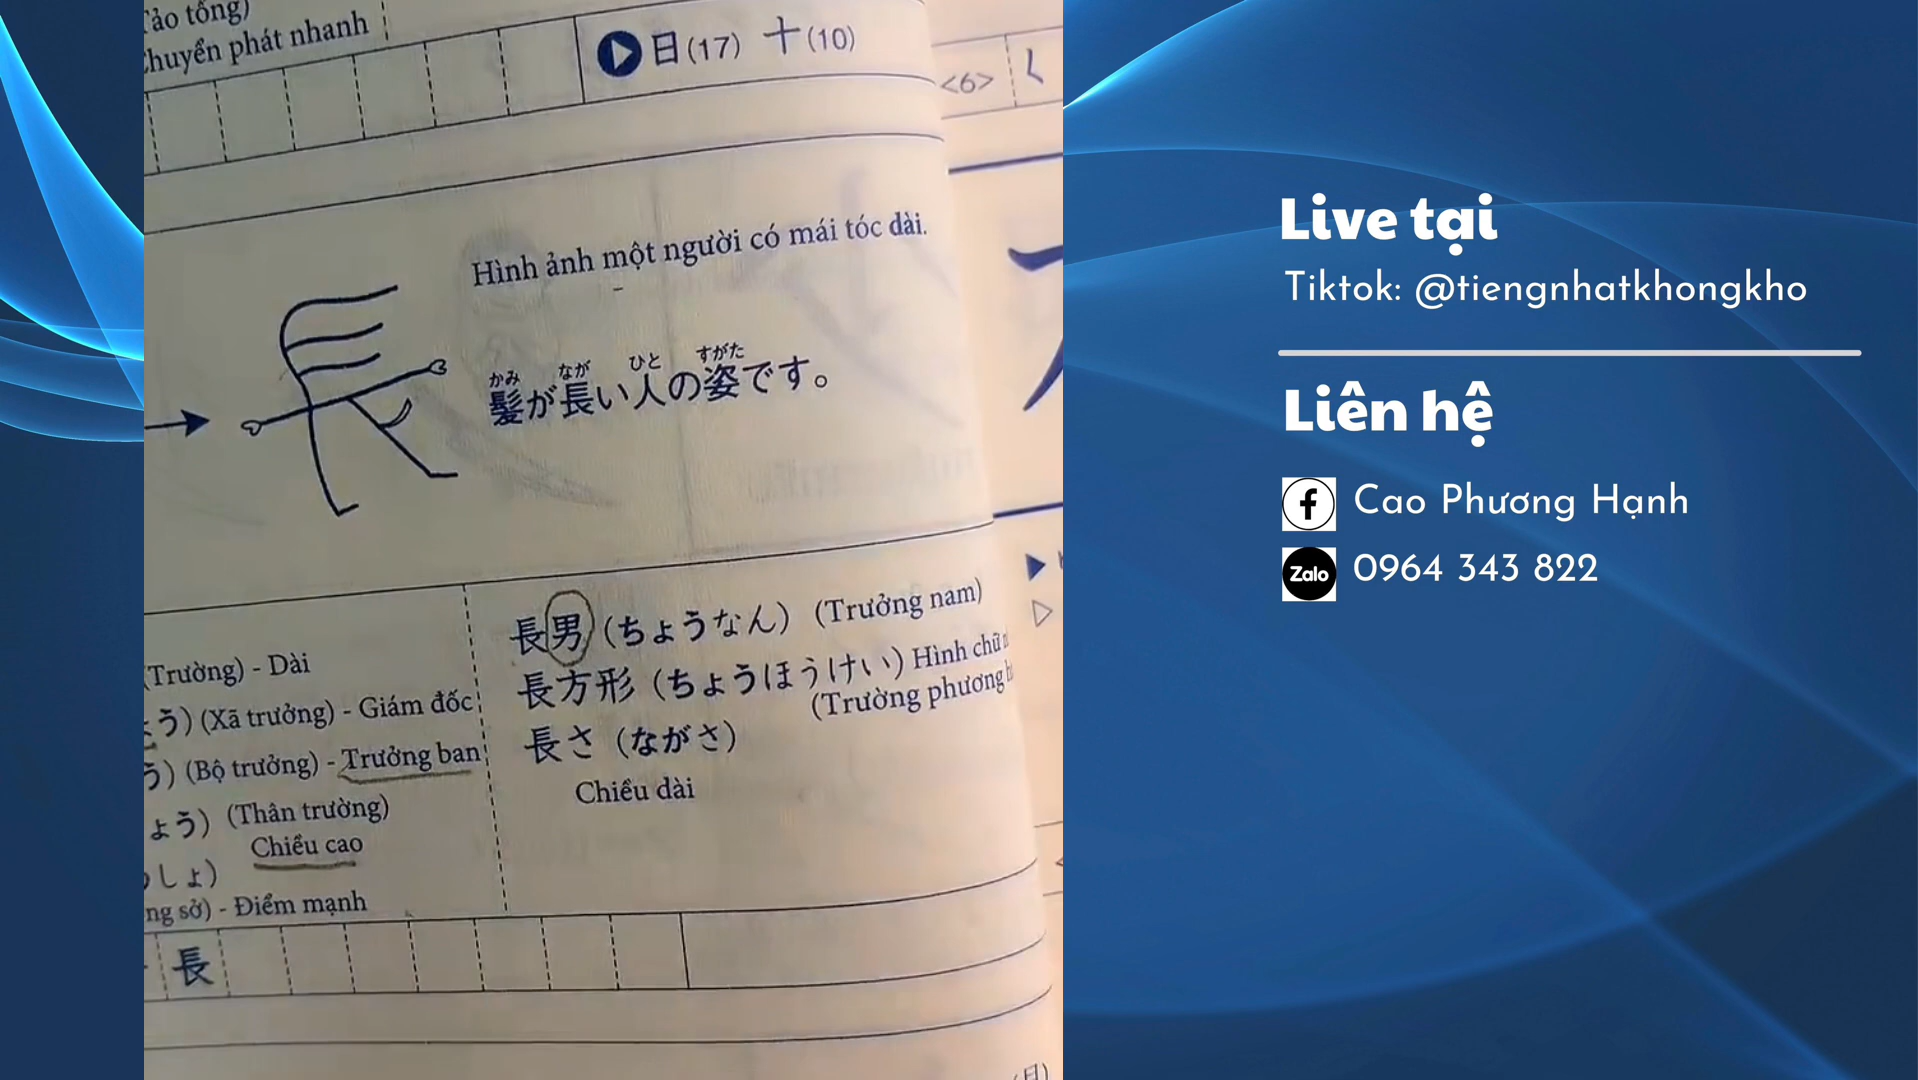 Tảo tổng)
Chuyển phát nhanh
日(17) 十(10)
<6>
く
Hình ảnh một người có mái tóc dài.
かみ なが ひと すがた
髪が長い人の姿です。
(Trường) - Dài
ょう) (Xã trưởng) - Giám đốc
う) (Bộ trưởng) - Trưởng ban
ょう) (Thân trường)
Chiều cao
しょ)
ng sở) - Điểm mạnh
長男 (ちょうなん) (Trưởng nam)
長方形 (ちょうほうけい) Hình chữ
(Trường phương
長さ (ながさ)
Chiều dài
長
Live tại
Tiktok: @tiengnhatkhongkho
Liên hệ
f Cao Phương Hạnh
Zalo 0964 343 822